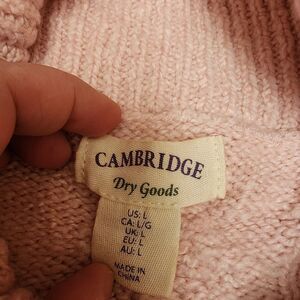 CAMBRIDGE
Dry Goods
US: L
CA: L/G
UK: L
EU: L
AU: L
MADE IN
CHINA